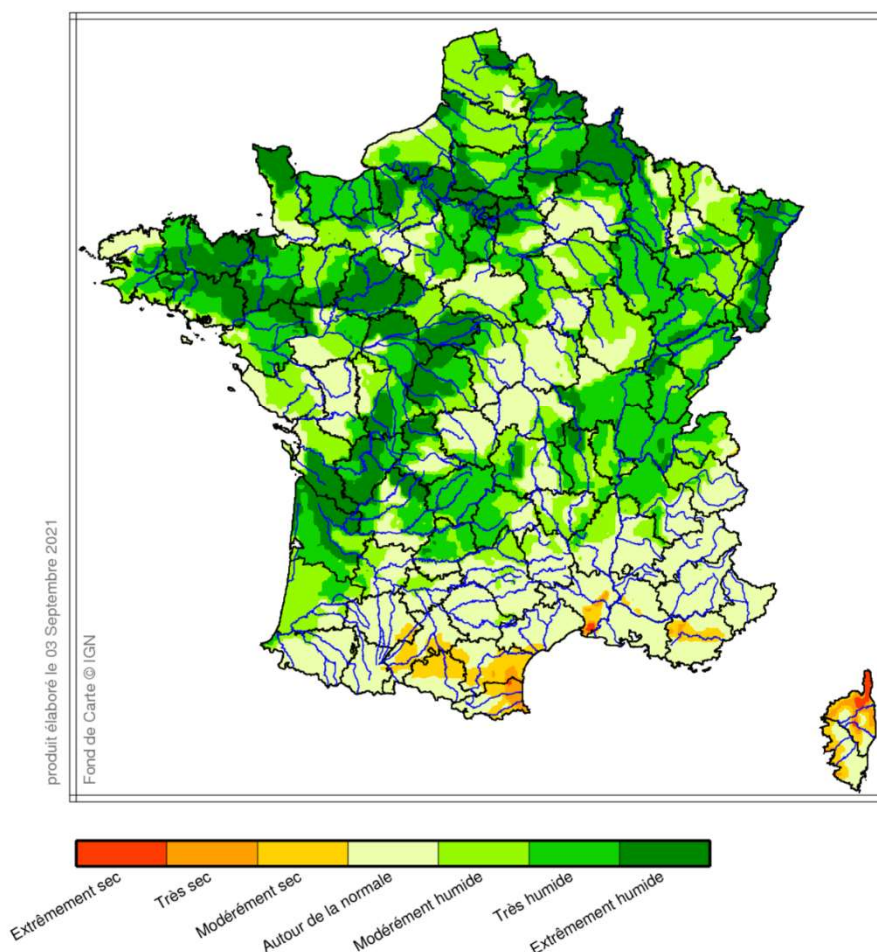 produit élaboré le 03 Septembre 2021
Fond de Carte © IGN
Extrêmement sec
Très sec
Modérément sec
Autour de la normale
Modérément humide
Très humide
Extrêmement humide